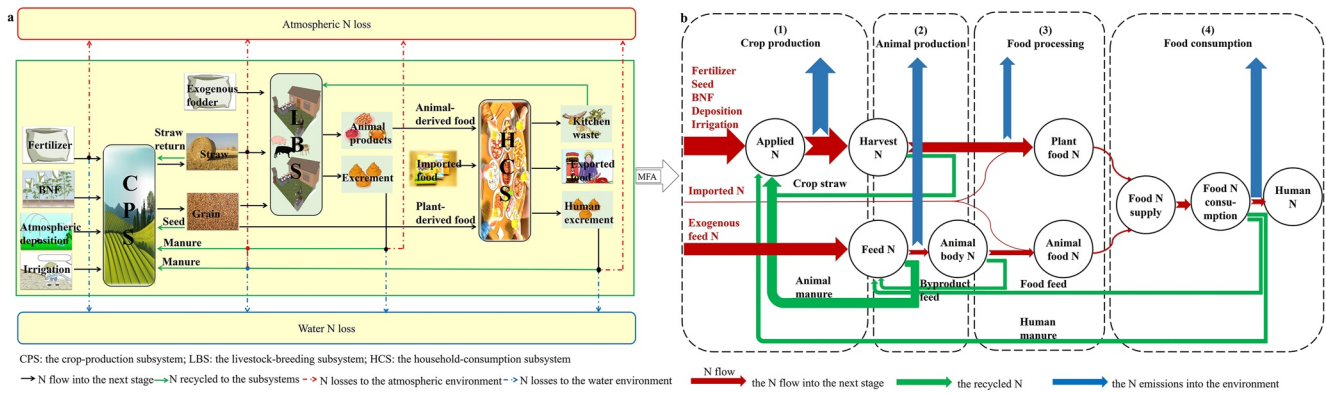 a
Atmospheric N loss
Exogenous
fodder
Fertilizer
BNF
Atmospheric
deposition
Irrigation
CPS
Straw
return
Straw
Seed
Grain
Manure
Manure
LBS
Animal
products
Excrement
Animal-
derived food
Imported
food
Plant-
derived food
HCS
Kitchen
waste
Exported
food
Human
excrement
Water N loss
CPS: the crop-production subsystem; LBS: the livestock-breeding subsystem; HCS: the household-consumption subsystem
N flow into the next stage
N recycled to the subsystems
N losses to the atmospheric environment
N losses to the water environment
MFA
b
(1)
Crop production
(2)
Animal production
(3)
Food processing
(4)
Food consumption
Fertilizer
Seed
BNF
Deposition
Irrigation
Applied
N
Harvest
N
Plant
food N
Crop straw
Imported N
Exogenous
feed N
Feed N
Animal
body N
Animal
food N
Food N
supply
Food N
consu-
mption
Human
N
Animal
manure
Byproduct
feed
Food feed
Human
manure
N flow
the N flow into the next stage
the recycled N
the N emissions into the environment